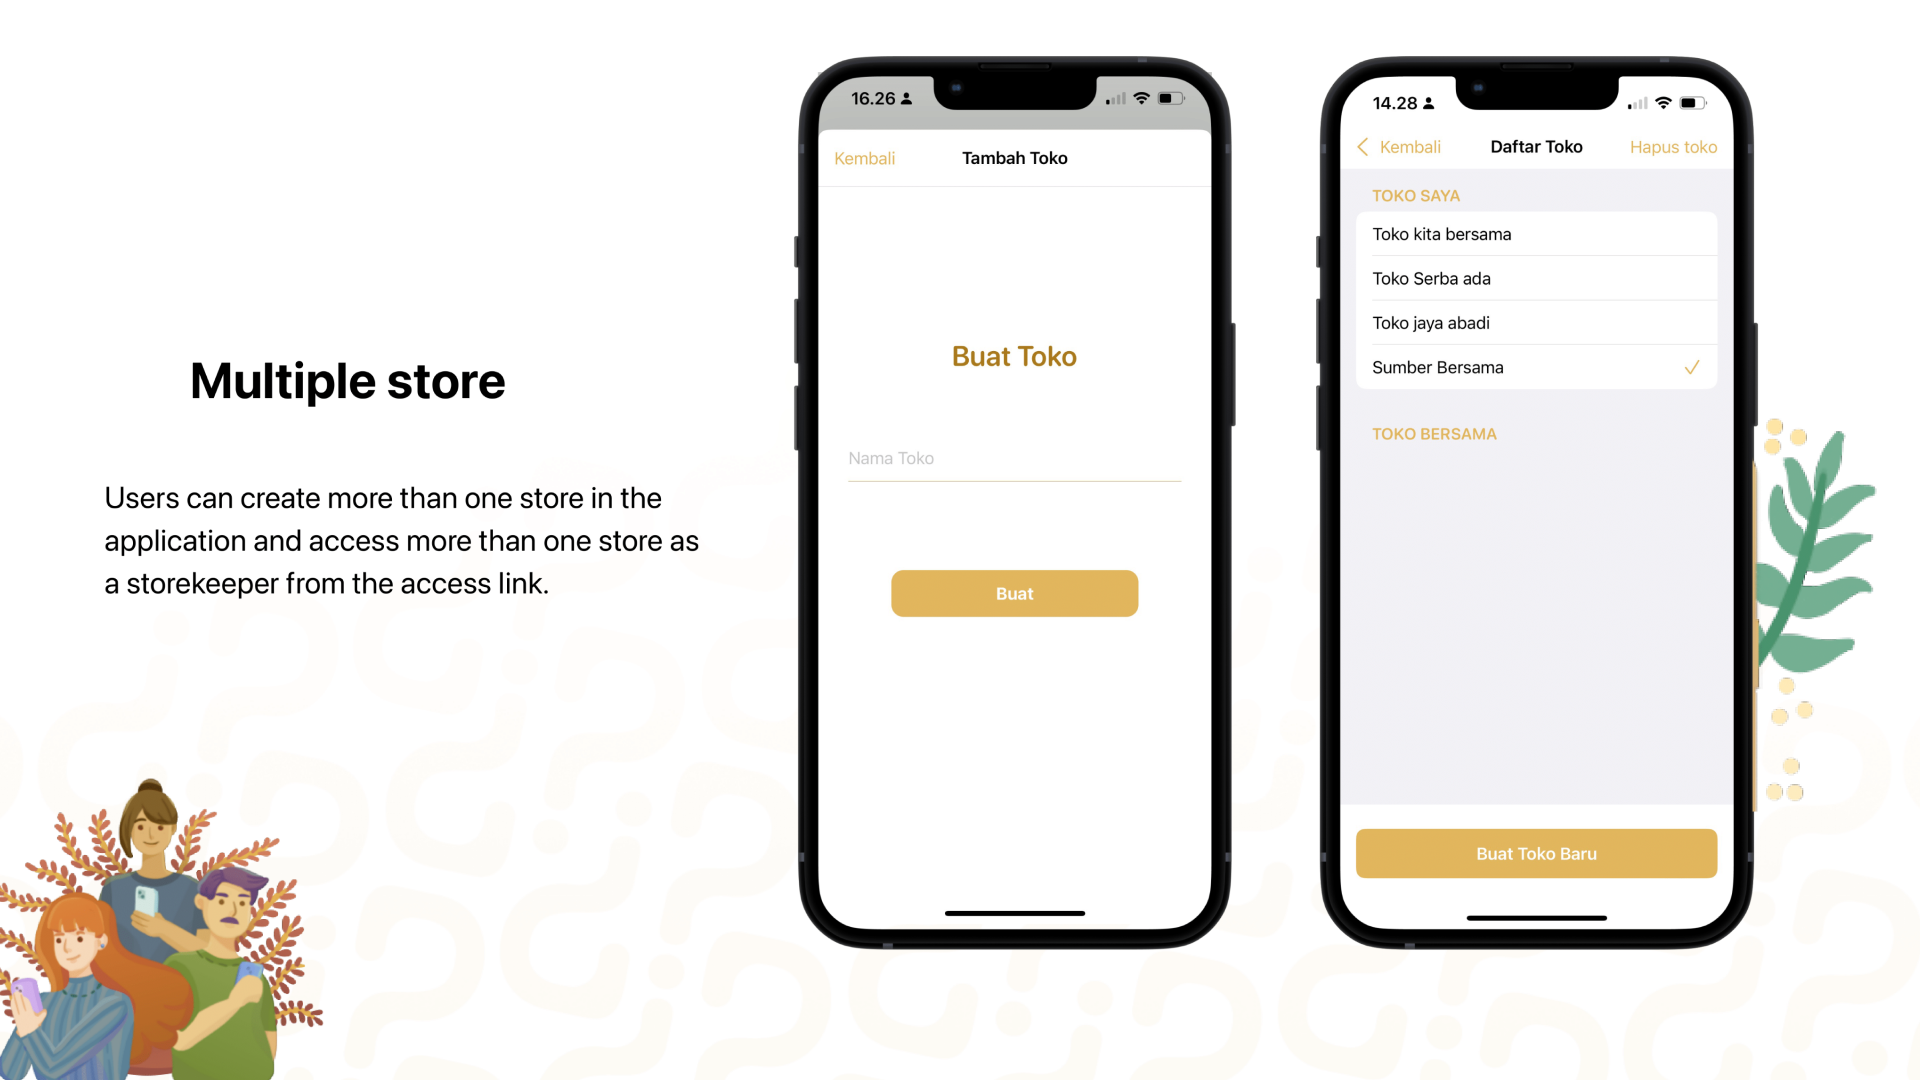 Multiple store
Users can create more than one store in the
application and access more than one store as
a storekeeper from the access link.
16.26
Kembali
Tambah Toko
Buat Toko
Nama Toko
Buat
14.28
Kembali
Daftar Toko
Hapus toko
TOKO SAYA
Toko kita bersama
Toko Serba ada
Toko jaya abadi
Sumber Bersama
TOKO BERSAMA
Buat Toko Baru